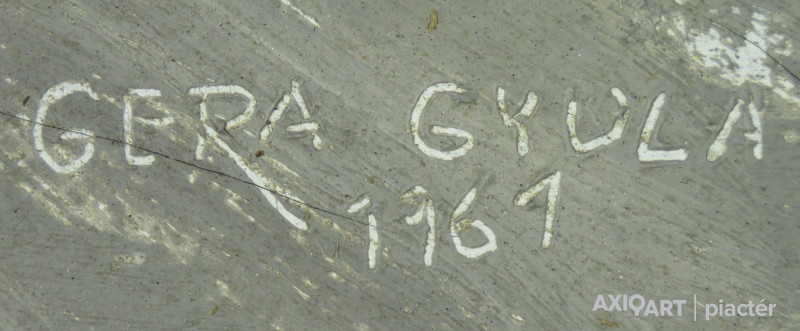 GERA GYULA
1961
AXIOART | piactér